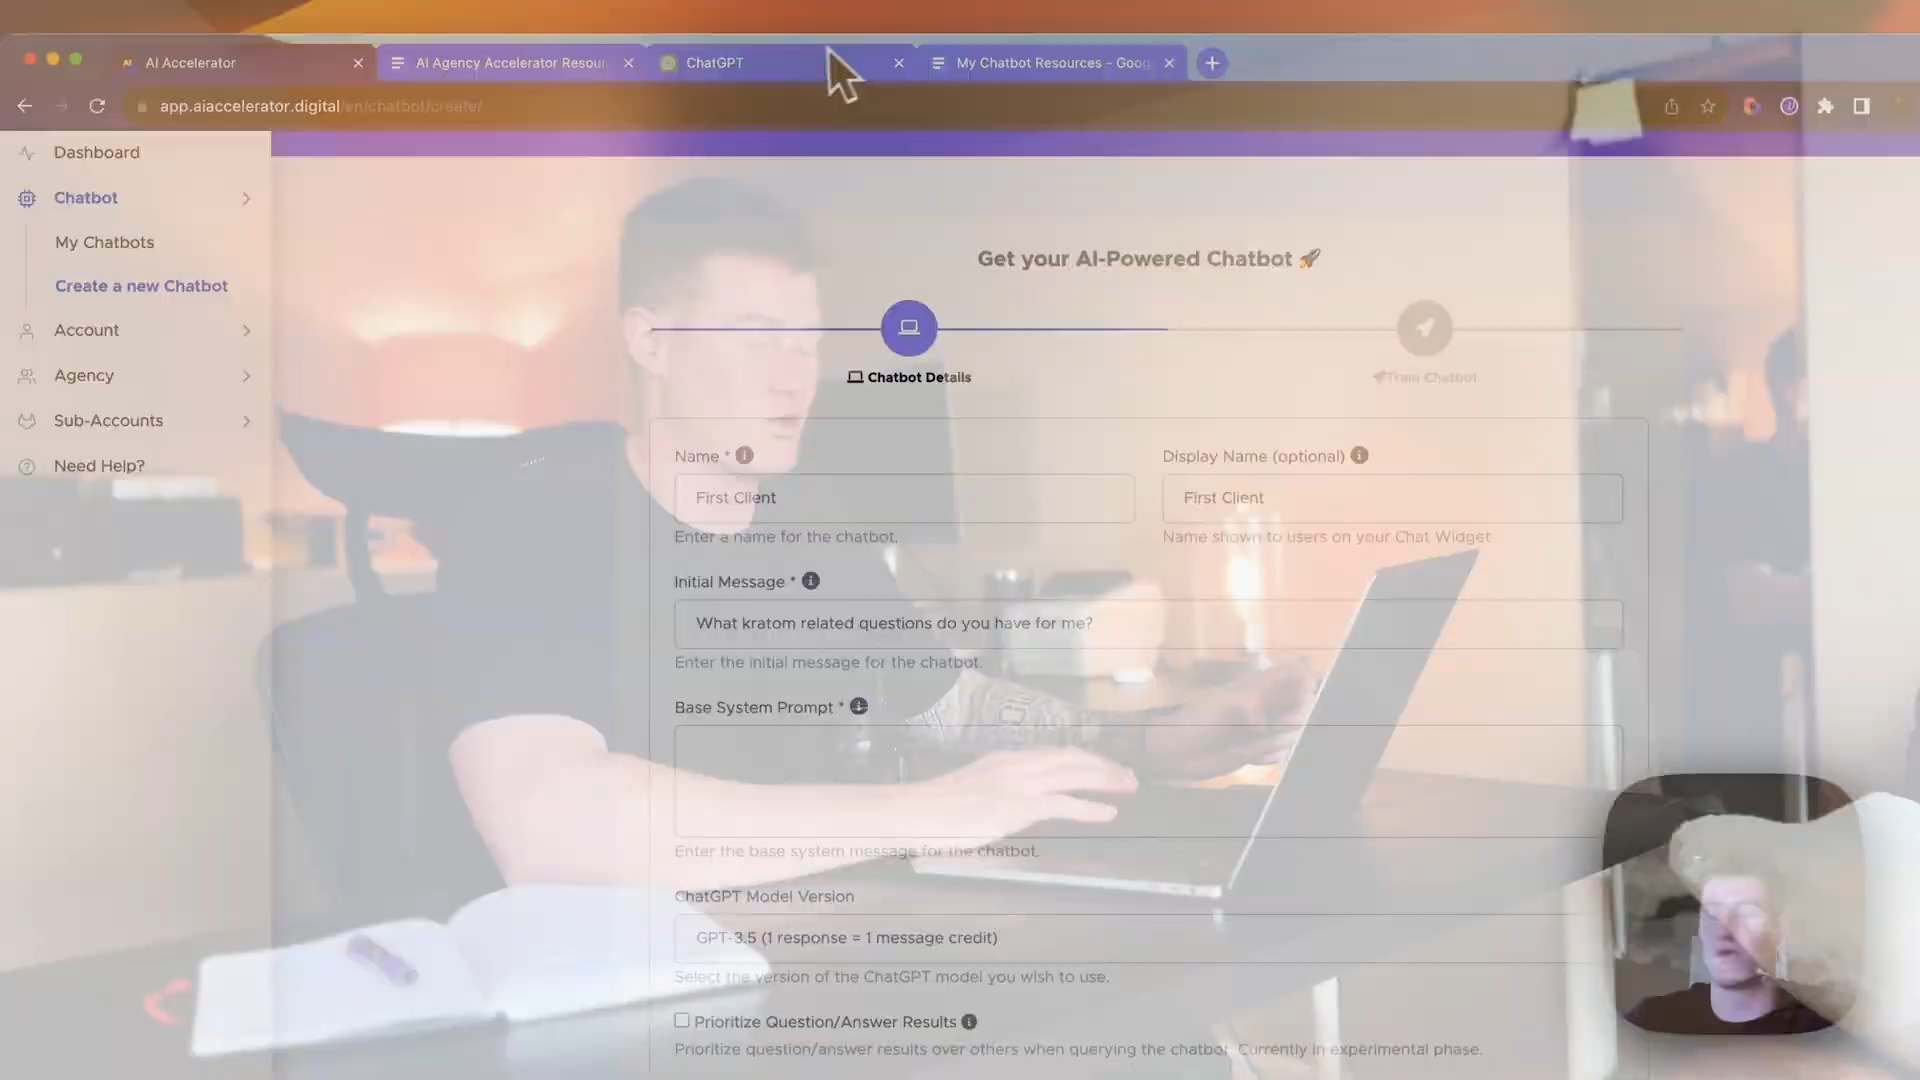 AI Accelerator
AI Agency Accelerator Resour
ChatGPT
My Chatbot Resources - Goog
app.aiaccelerator.digital/en/chatbot/create/
Dashboard
Chatbot
My Chatbots
Create a new Chatbot
Account
Agency
Sub-Accounts
Need Help?
Get your AI-Powered Chatbot 🚀
Chatbot Details
Train Chatbot
Name *
Display Name (optional)
First Client
First Client
Enter a name for the chatbot.
Name shown to users on your Chat Widget
Initial Message *
What kratom related questions do you have for me?
Enter the initial message for the chatbot.
Base System Prompt *
Enter the base system message for the chatbot.
ChatGPT Model Version
GPT-3.5 (1 response = 1 message credit)
Select the version of the ChatGPT model you wish to use.
Prioritize Question/Answer Results
Prioritize question/answer results over others when querying the chatbot. Currently in experimental phase.